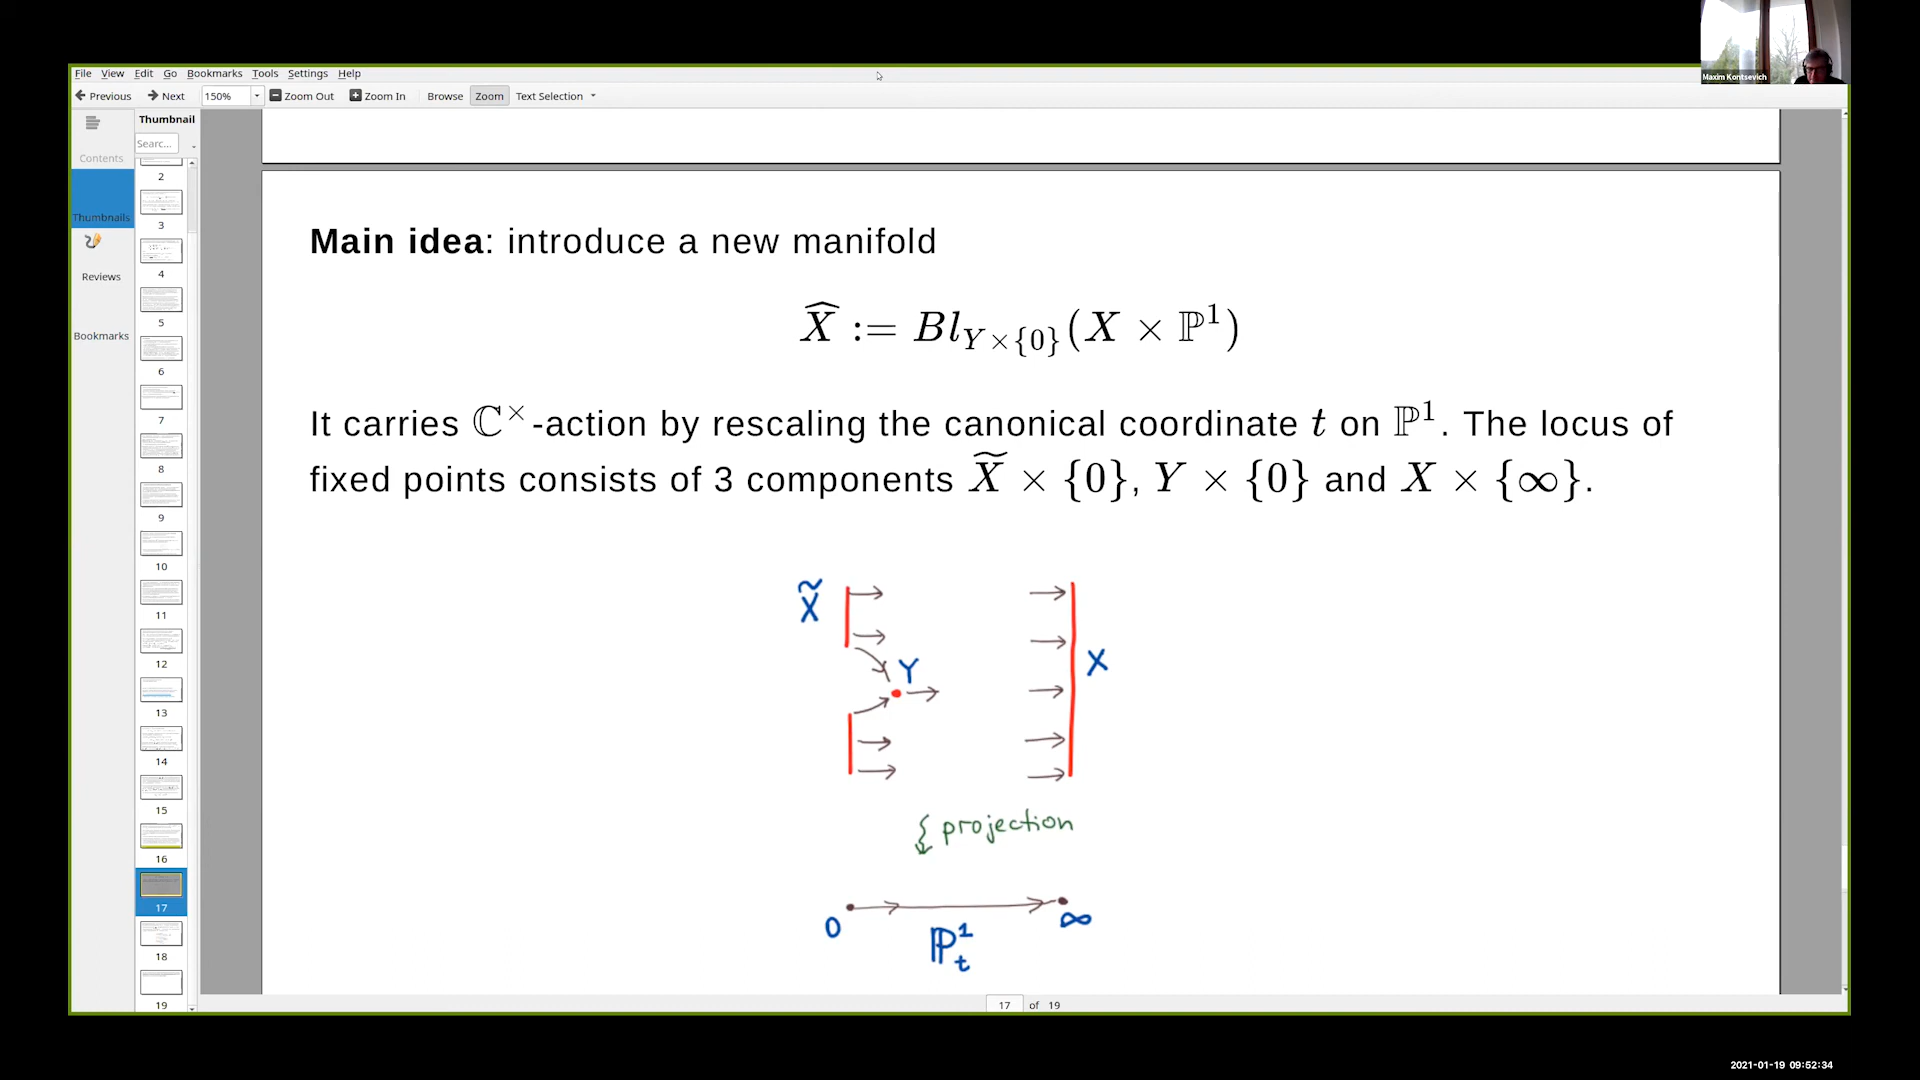 Maxim Kontsevich
File View Edit Go Bookmarks Tools Settings Help
Previous Next 150% Zoom Out Zoom In Browse Zoom Text Selection
Contents
Thumbnails
Reviews
Bookmarks
Thumbnail
Searc...
2
3
4
5
6
7
8
9
10
11
12
13
14
15
16
17
18
19
Main idea: introduce a new manifold
X̂ := Bl_{Y×{0}}(X × ℙ¹)
It carries ℂ^×-action by rescaling the canonical coordinate t on ℙ¹. The locus of
fixed points consists of 3 components X̃ × {0}, Y × {0} and X × {∞}.
X̃
Y
X
projection
0
∞
ℙ¹_t
17 of 19
2021-01-19 09:52:34